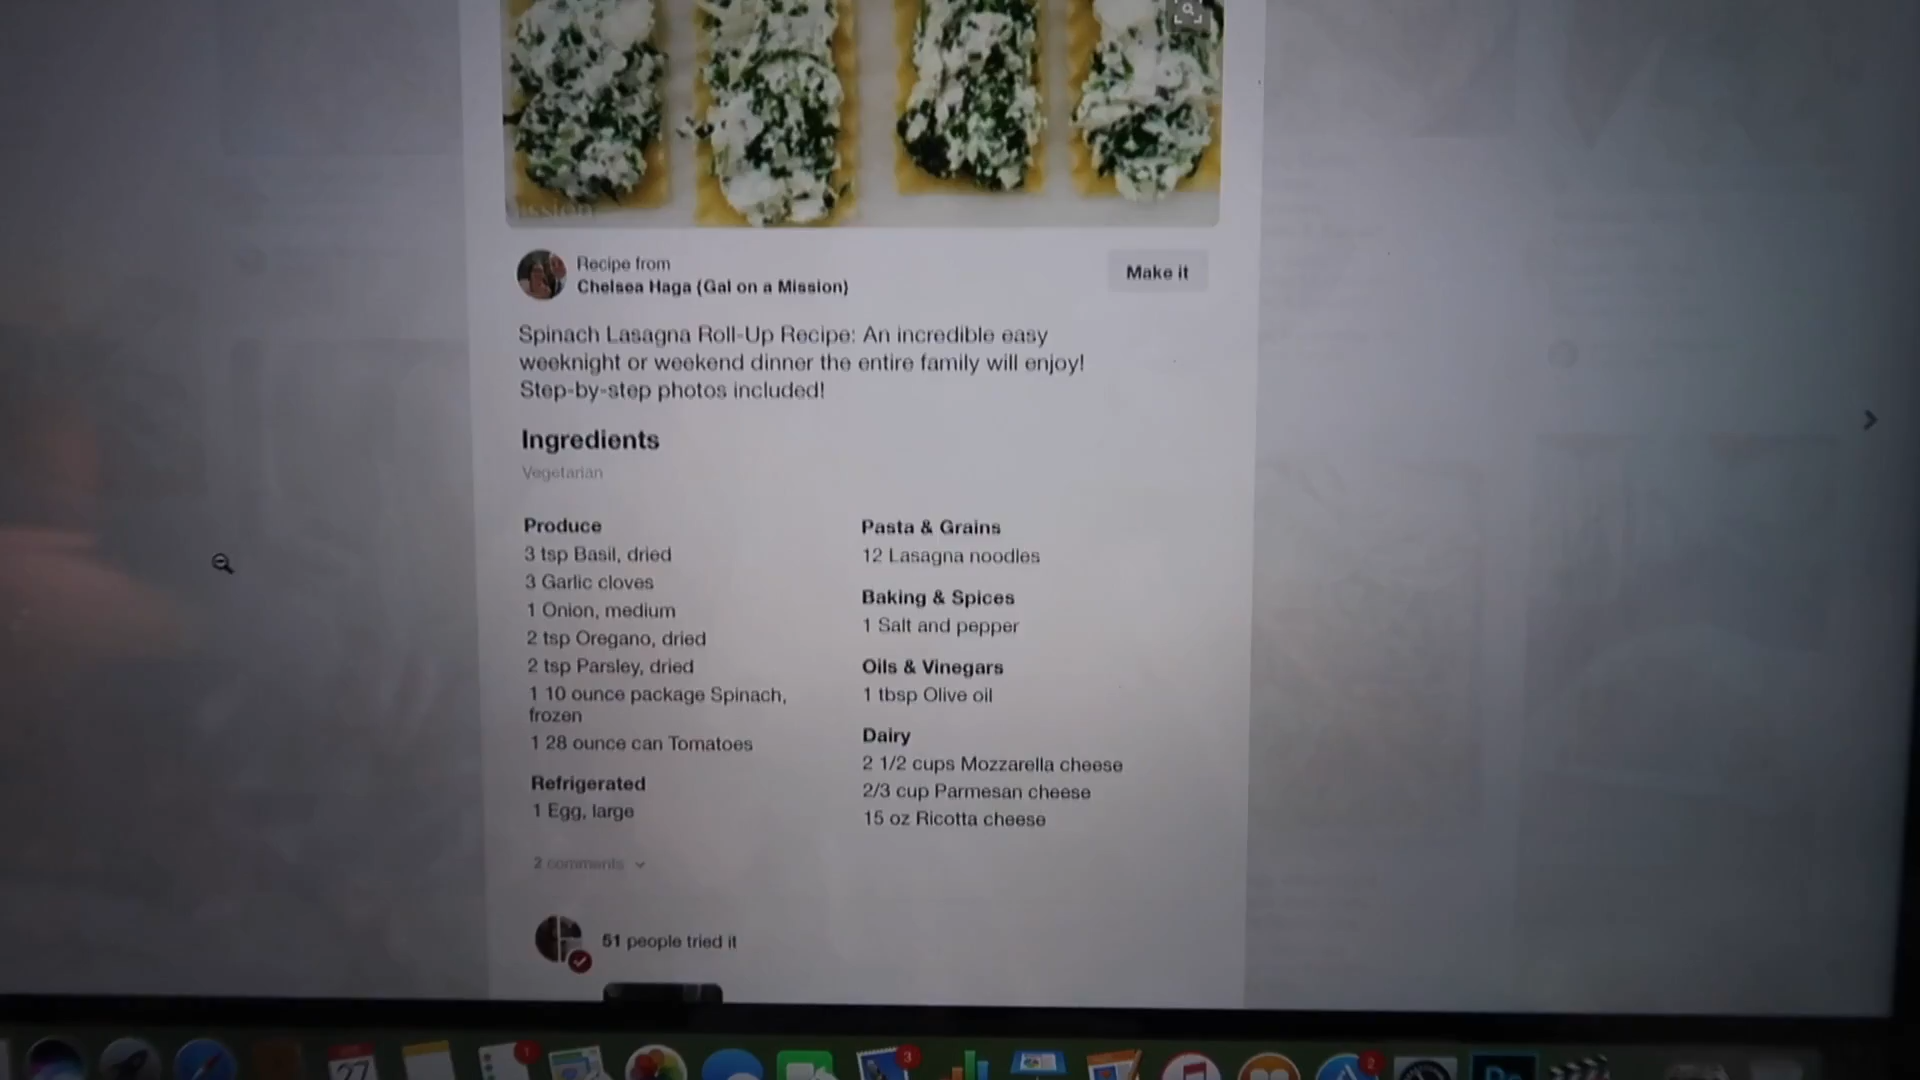 Recipe from
Chelsea Haga (Gal on a Mission)
Make it
Spinach Lasagna Roll-Up Recipe: An incredible easy
weeknight or weekend dinner the entire family will enjoy!
Step-by-step photos included!
Ingredients
Vegetarian
Produce
3 tsp Basil, dried
3 Garlic cloves
1 Onion, medium
2 tsp Oregano, dried
2 tsp Parsley, dried
1 10 ounce package Spinach,
frozen
1 28 ounce can Tomatoes
Refrigerated
1 Egg, large
Pasta & Grains
12 Lasagna noodles
Baking & Spices
1 Salt and pepper
Oils & Vinegars
1 tbsp Olive oil
Dairy
2 1/2 cups Mozzarella cheese
2/3 cup Parmesan cheese
15 oz Ricotta cheese
2 comments
51 people tried it
27
1
3
2